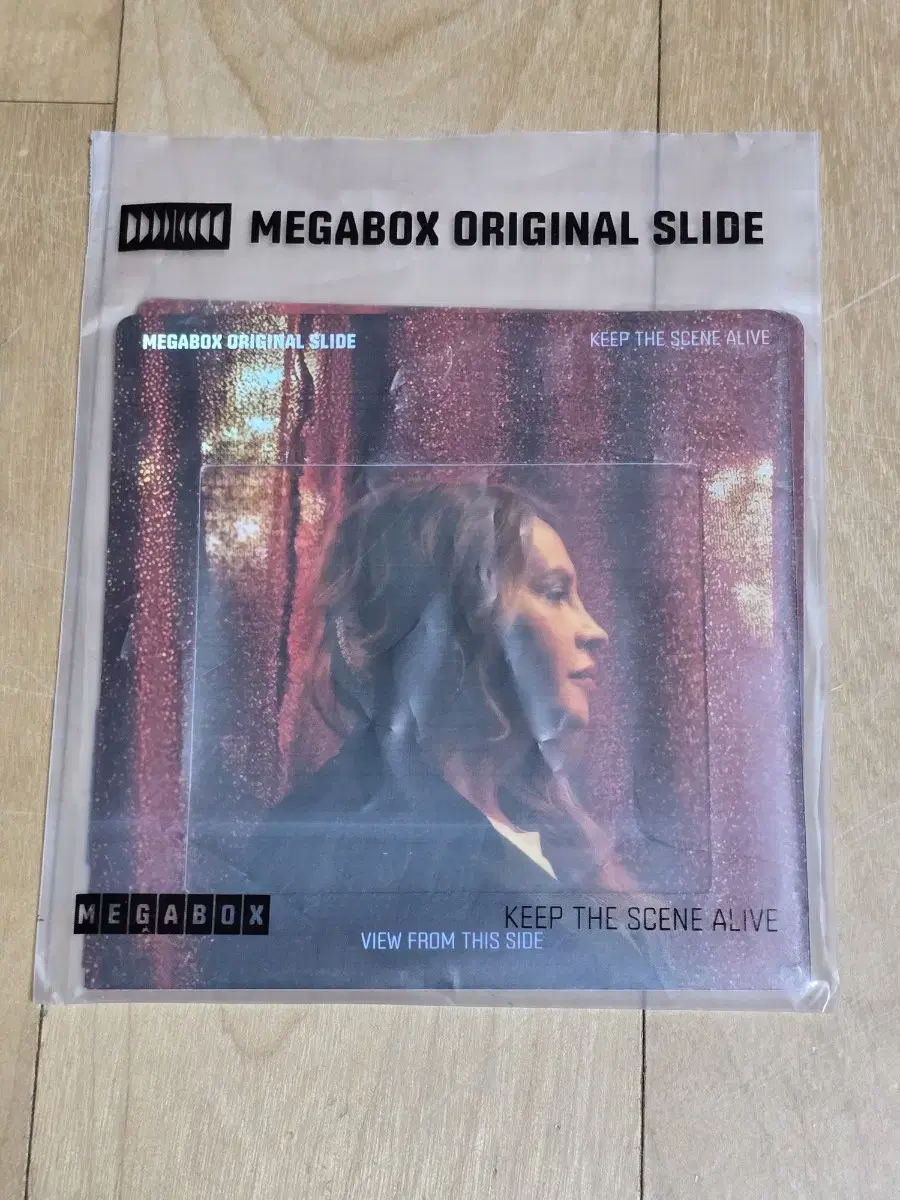 MEGABOX ORIGINAL SLIDE
MEGABOX ORIGINAL SLIDE
KEEP THE SCENE ALIVE
MEGABOX
KEEP THE SCENE ALIVE
VIEW FROM THIS SIDE